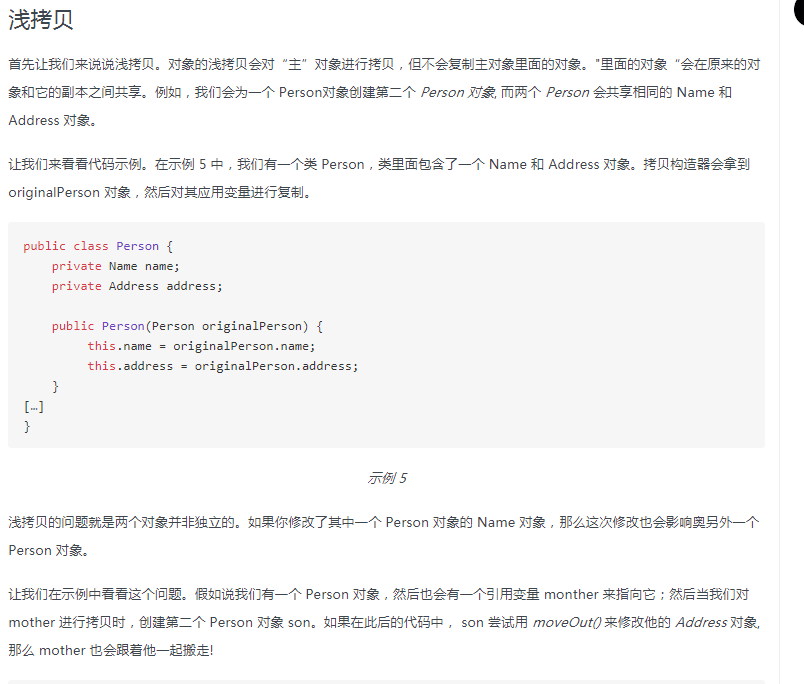 浅拷贝
首先让我们来说说浅拷贝。对象的浅拷贝会对“主”对象进行拷贝，但不会复制主对象里面的对象。"里面的对象“会在原来的对
象和它的副本之间共享。例如，我们会为一个 Person对象创建第二个 Person 对象, 而两个 Person 会共享相同的 Name 和
Address 对象。
让我们来看看代码示例。在示例 5 中，我们有一个类 Person，类里面包含了一个 Name 和 Address 对象。拷贝构造器会拿到
originalPerson 对象，然后对其应用变量进行复制。
public class Person {
    private Name name;
    private Address address;
    public Person(Person originalPerson) {
         this.name = originalPerson.name;
         this.address = originalPerson.address;
    }
[…]
}
示例 5
浅拷贝的问题就是两个对象并非独立的。如果你修改了其中一个 Person 对象的 Name 对象，那么这次修改也会影响奥另外一个
Person 对象。
让我们在示例中看看这个问题。假如说我们有一个 Person 对象，然后也会有一个引用变量 monther 来指向它；然后当我们对
mother 进行拷贝时，创建第二个 Person 对象 son。如果在此后的代码中， son 尝试用 moveOut() 来修改他的 Address 对象,
那么 mother 也会跟着他一起搬走!